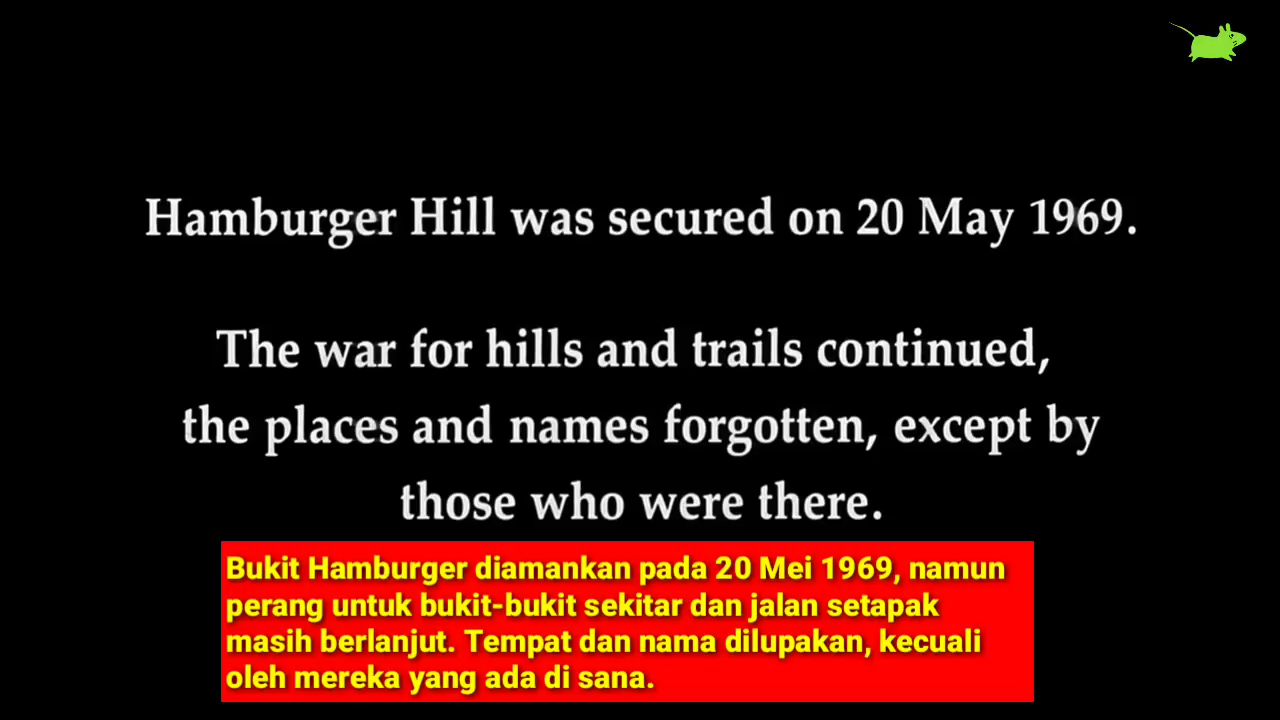 Hamburger Hill was secured on 20 May 1969.
The war for hills and trails continued,
the places and names forgotten, except by
those who were there.
Bukit Hamburger diamankan pada 20 Mei 1969, namun
perang untuk bukit-bukit sekitar dan jalan setapak
masih berlanjut. Tempat dan nama dilupakan, kecuali
oleh mereka yang ada di sana.